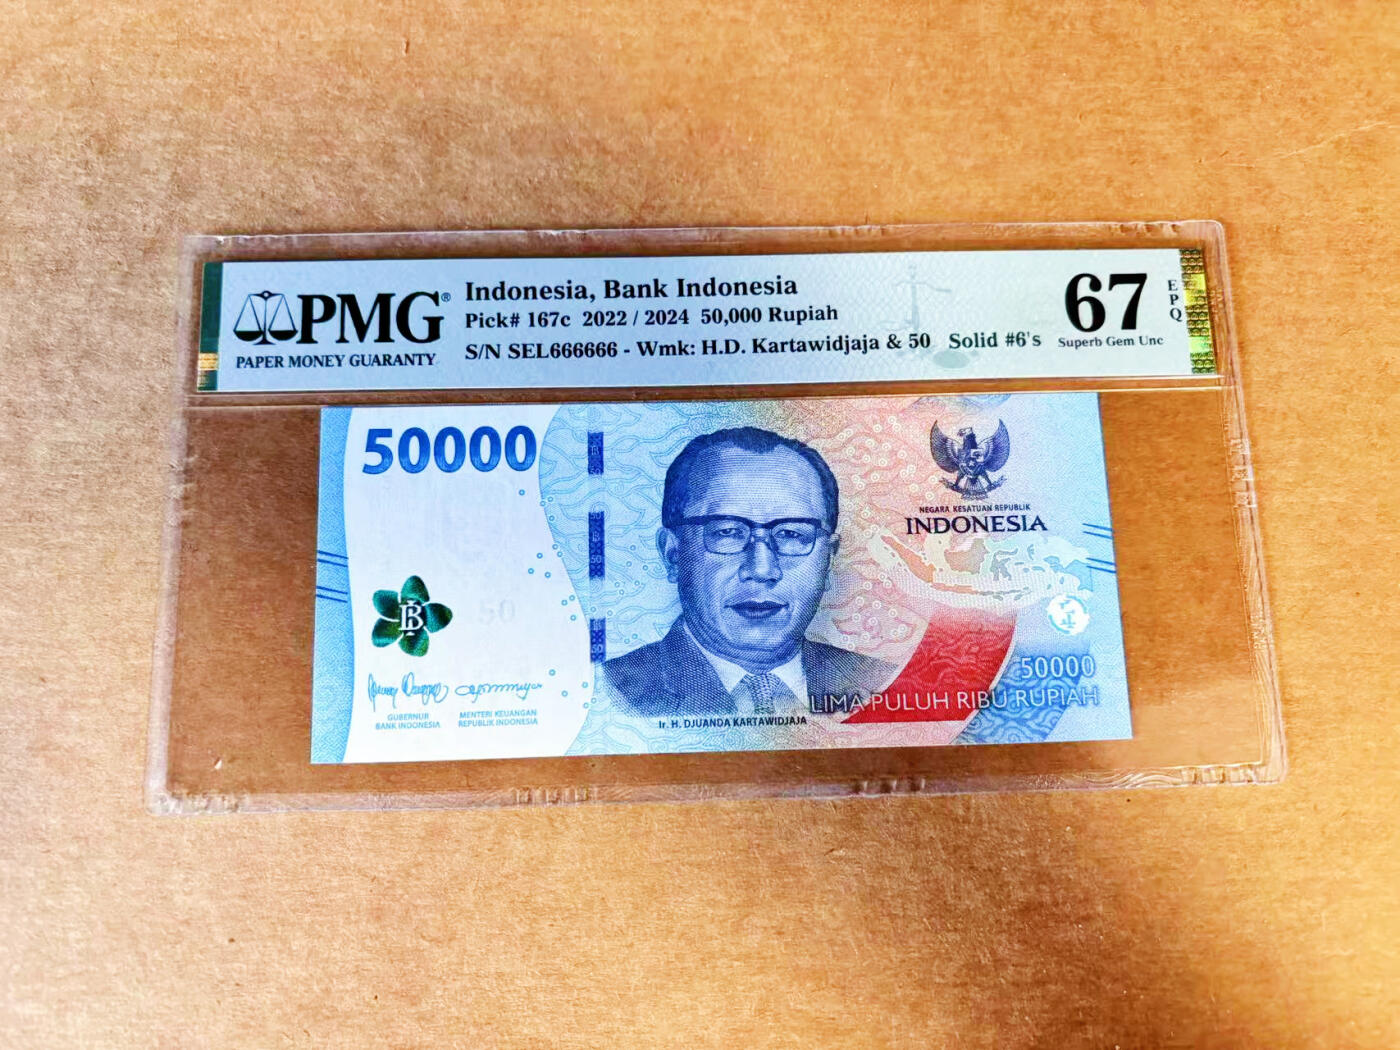 PMG®
PAPER MONEY GUARANTY
Indonesia, Bank Indonesia
Pick# 167c 2022 / 2024 50,000 Rupiah
S/N SEL666666 - Wmk: H.D. Kartawidjaja & 50 Solid #6's
67
Superb Gem Unc
EPQ
50000
NEGARA KESATUAN REPUBLIK
INDONESIA
50
BI
GUBERNUR
BANK INDONESIA
MENTERI KEUANGAN
REPUBLIK INDONESIA
Ir. H. DJUANDA KARTAWIDJAJA
50000
LIMA PULUH RIBU RUPIAH